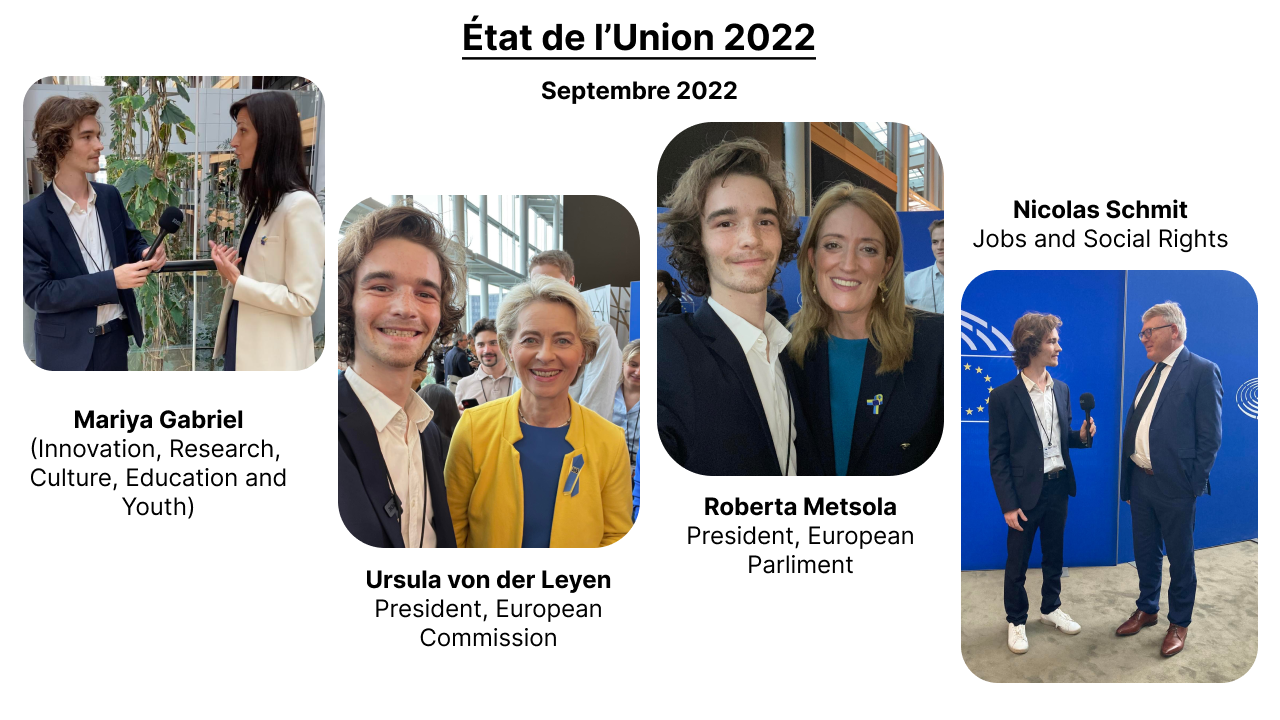 État de l’Union 2022
Septembre 2022
Mariya Gabriel
(Innovation, Research,
Culture, Education and
Youth)
Ursula von der Leyen
President, European
Commission
Roberta Metsola
President, European
Parliment
Nicolas Schmit
Jobs and Social Rights